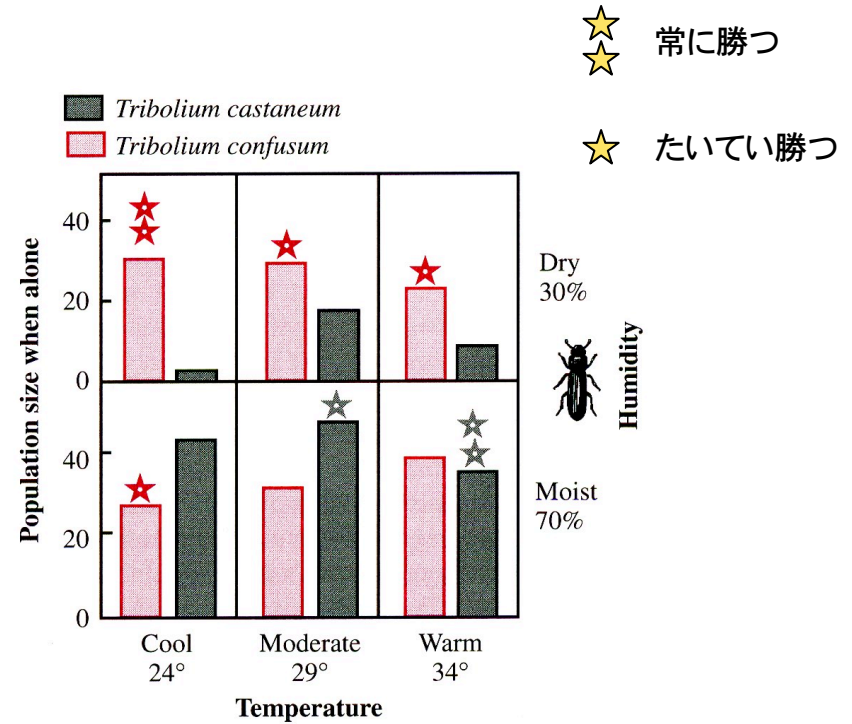 常に勝つ
たいてい勝つ
Tribolium castaneum
Tribolium confusum
Population size when alone
40
20
0
40
20
0
Dry
30%
Humidity
Moist
70%
Cool
24°
Moderate
29°
Warm
34°
Temperature